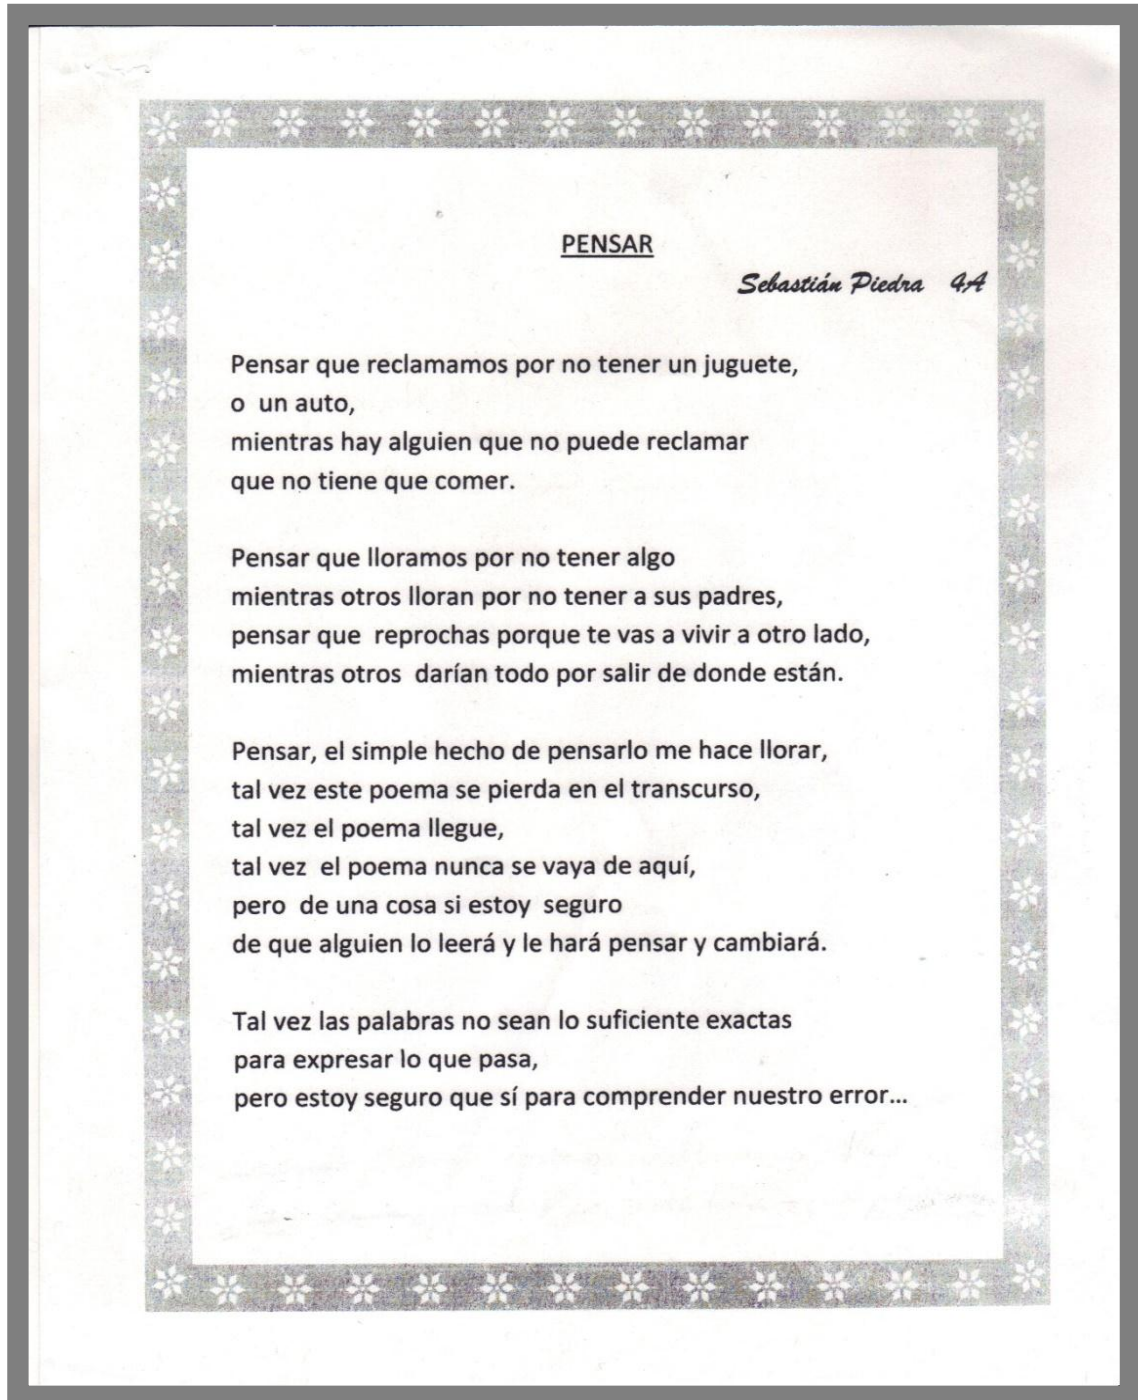 PENSAR
Sebastián Piedra 4A
Pensar que reclamamos por no tener un juguete,
o un auto,
mientras hay alguien que no puede reclamar
que no tiene que comer.
Pensar que lloramos por no tener algo
mientras otros lloran por no tener a sus padres,
pensar que reprochas porque te vas a vivir a otro lado,
mientras otros darían todo por salir de donde están.
Pensar, el simple hecho de pensarlo me hace llorar,
tal vez este poema se pierda en el transcurso,
tal vez el poema llegue,
tal vez el poema nunca se vaya de aquí,
pero de una cosa si estoy seguro
de que alguien lo leerá y le hará pensar y cambiará.
Tal vez las palabras no sean lo suficiente exactas
para expresar lo que pasa,
pero estoy seguro que sí para comprender nuestro error...